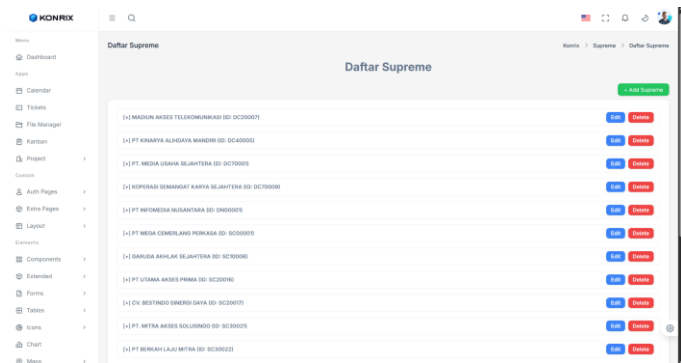 KONRIX
Menu
Dashboard
Apps
Calendar
Tickets
File Manager
Kanban
Project
Custom
Auth Pages
Extra Pages
Layout
Elements
Components
Extended
Forms
Tables
Icons
Chart
Maps
Daftar Supreme
Konrix > Supreme > Daftar Supreme
Daftar Supreme
+ Add Supreme
[+] MADIUN AKSES TELEKOMUNIKASI (ID: DC20007) Edit Delete
[+] PT KINARYA ALIHDAYA MANDIRI (ID: DC40005) Edit Delete
[+] PT. MEDIA USAHA SEJAHTERA (ID: DC70001) Edit Delete
[+] KOPERASI SEMANGAT KARYA SEJAHTERA (ID: DC70009) Edit Delete
[+] PT INFOMEDIA NUSANTARA (ID: DN00001) Edit Delete
[+] PT MEGA CEMERLANG PERKASA (ID: SC00001) Edit Delete
[+] GARUDA AKHLAK SEJAHTERA (ID: SC10006) Edit Delete
[+] PT UTAMA AKSES PRIMA (ID: SC20016) Edit Delete
[+] CV. BESTINDO SINERGI DAYA (ID: SC20017) Edit Delete
[+] PT. MITRA AKSES SOLUSINDO (ID: SC30021) Edit Delete
[+] PT BERKAH LAJU MITRA (ID: SC30022) Edit Delete